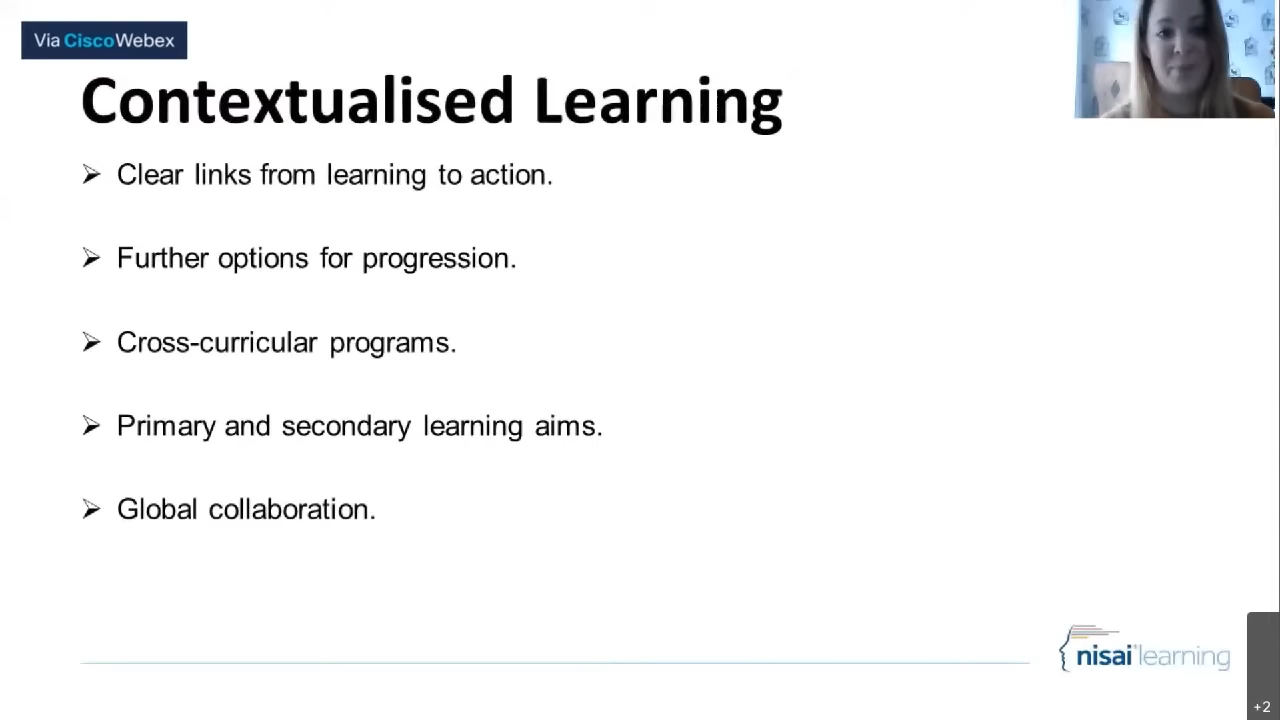 Via CiscoWebex
Contextualised Learning
Clear links from learning to action.
Further options for progression.
Cross-curricular programs.
Primary and secondary learning aims.
Global collaboration.
nisai learning
+2